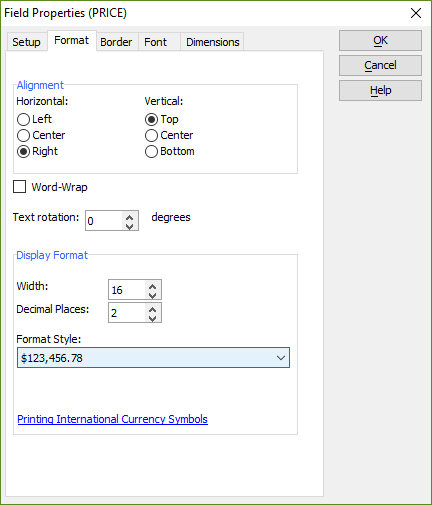 Field Properties (PRICE)
Setup Format Border Font Dimensions
OK
Cancel
Help
Alignment
Horizontal: Vertical:
Left Top
Center Center
Right Bottom
Word-Wrap
Text rotation: 0 degrees
Display Format
Width: 16
Decimal Places: 2
Format Style:
$123,456.78
Printing International Currency Symbols